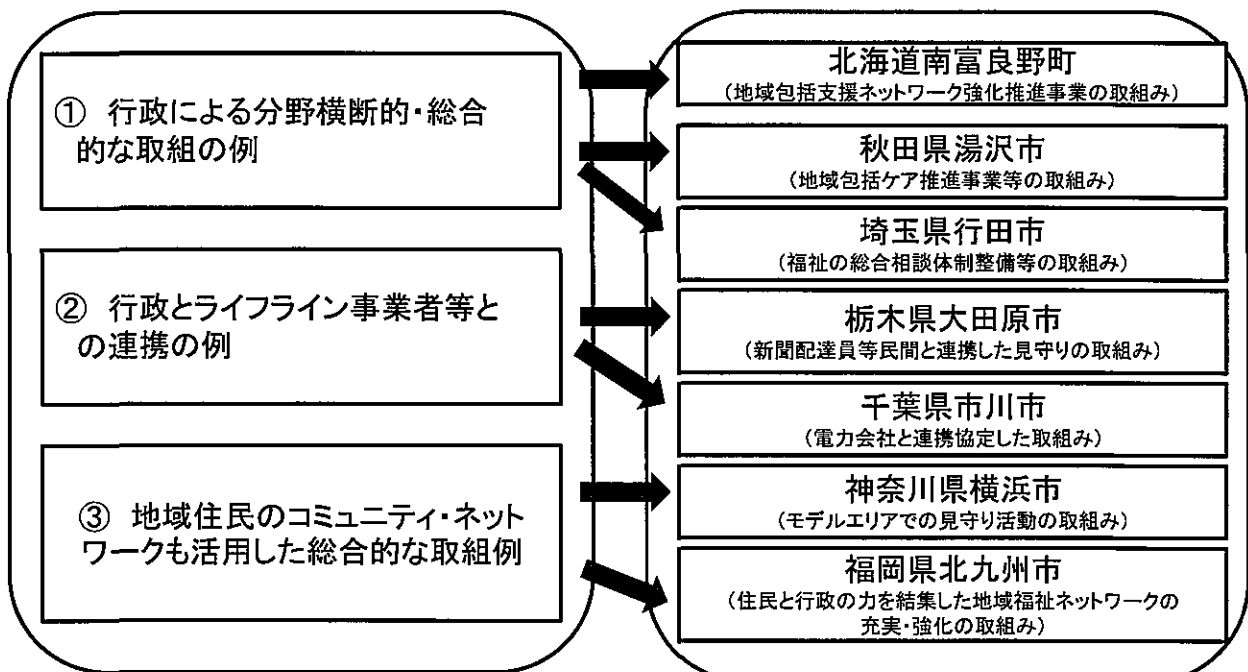 ① 行政による分野横断的・総合
的な取組の例
② 行政とライフライン事業者等と
の連携の例
③ 地域住民のコミュニティ・ネット
ワークも活用した総合的な取組例
北海道南富良野町
（地域包括支援ネットワーク強化推進事業の取組み）
秋田県湯沢市
（地域包括ケア推進事業等の取組み）
埼玉県行田市
（福祉の総合相談体制整備等の取組み）
栃木県大田原市
（新聞配達員等民間と連携した見守りの取組み）
千葉県市川市
（電力会社と連携協定した取組み）
神奈川県横浜市
（モデルエリアでの見守り活動の取組み）
福岡県北九州市
（住民と行政の力を結集した地域福祉ネットワークの
充実・強化の取組み）